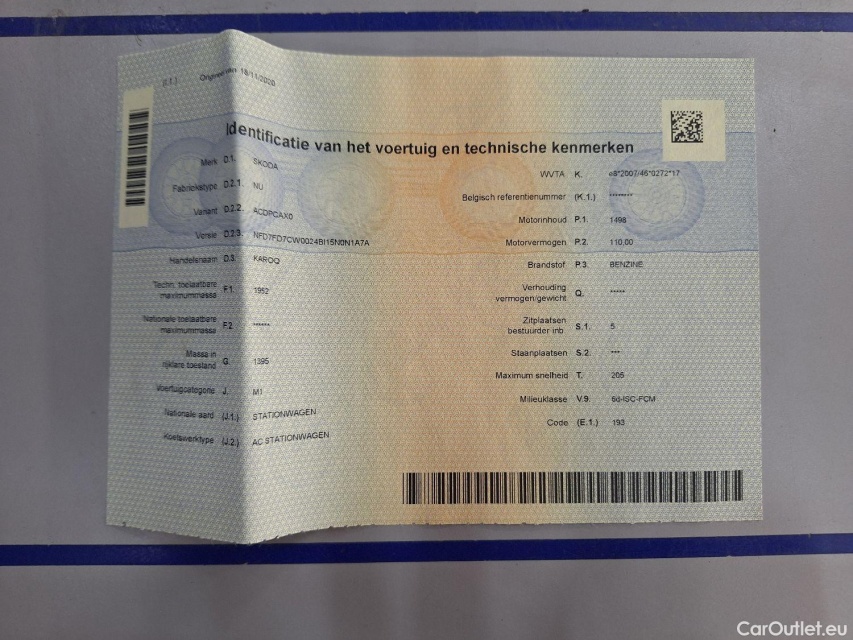 (I.1.) 18/11/2020
Identificatie van het voertuig en technische kenmerken
Merk D.1. SKODA
Fabriekstype D.2.1. NU
Variant D.2.2. ACDPCAX0
Versie D.2.3. NFD7FD7CW0024BI15N0N1A7A
Handelsnaam D.3. KAROQ
Techn. toelaatbare
maximummassa F.1. 1952
Nationale toelaatbare
maximummassa F.2. ******
Massa in
rijklare toestand G. 1395
Voertuigcategorie J. M1
Nationale aard (J.1.) STATIONWAGEN
Koetswerktype (J.2.) AC STATIONWAGEN
WVTA K. e8*2007/46*0272*17
Belgisch referentienummer (K.1.) ********
Motorinhoud P.1. 1498
Motorvermogen P.2. 110.00
Brandstof P.3. BENZINE
Verhouding
vermogen/gewicht Q. *****
Zitplaatsen
bestuurder inb. S.1. 5
Staanplaatsen S.2. ***
Maximum snelheid T. 205
Milieuklasse V.9. 6d-ISC-FCM
Code (E.1.) 193
CarOutlet.eu